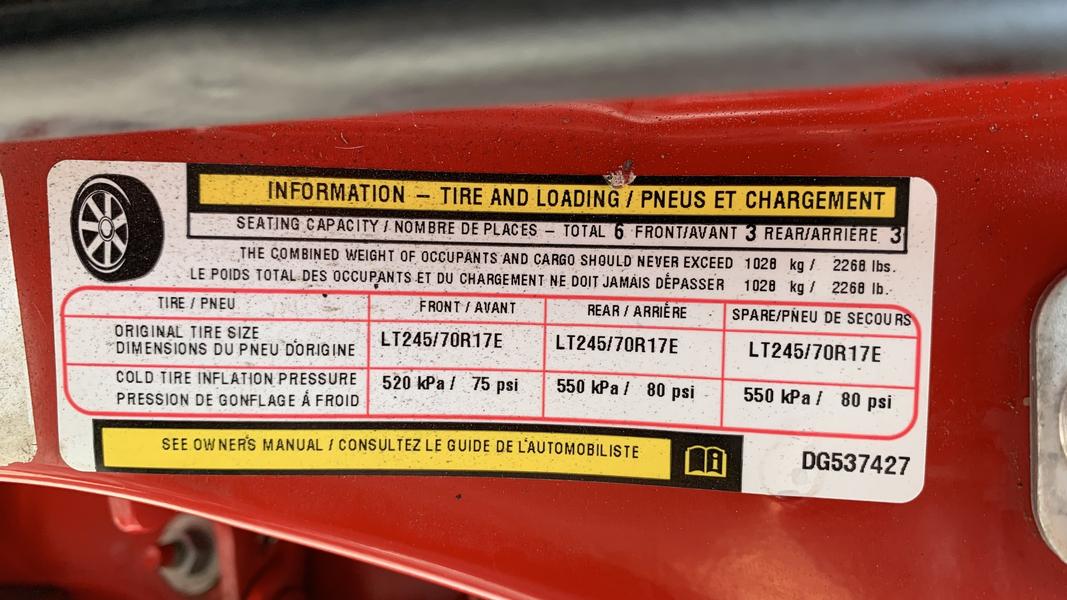 INFORMATION – TIRE AND LOADING / PNEUS ET CHARGEMENT
SEATING CAPACITY / NOMBRE DE PLACES – TOTAL 6 FRONT/AVANT 3 REAR/ARRIÈRE 3
THE COMBINED WEIGHT OF OCCUPANTS AND CARGO SHOULD NEVER EXCEED 1028 kg / 2268 lbs.
LE POIDS TOTAL DES OCCUPANTS ET DU CHARGEMENT NE DOIT JAMAIS DÉPASSER 1028 kg / 2268 lb.
TIRE / PNEU FRONT / AVANT REAR / ARRIÈRE SPARE/PNEU DE SECOURS
ORIGINAL TIRE SIZE
DIMENSIONS DU PNEU D'ORIGINE LT245/70R17E LT245/70R17E LT245/70R17E
COLD TIRE INFLATION PRESSURE
PRESSION DE GONFLAGE À FROID 520 kPa / 75 psi 550 kPa / 80 psi 550 kPa / 80 psi
SEE OWNER'S MANUAL / CONSULTEZ LE GUIDE DE L'AUTOMOBILISTE
DG537427